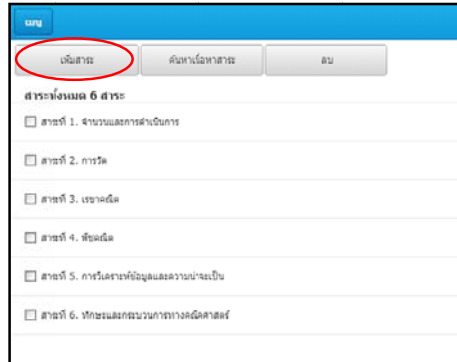 เมนู
เพิ่มสาระ ค้นหาเนื้อหาสาระ ลบ
สาระทั้งหมด 6 สาระ
สาระที่ 1. จำนวนและการดำเนินการ
สาระที่ 2. การวัด
สาระที่ 3. เรขาคณิต
สาระที่ 4. พีชคณิต
สาระที่ 5. การวิเคราะห์ข้อมูลและความน่าจะเป็น
สาระที่ 6. ทักษะและกระบวนการทางคณิตศาสตร์